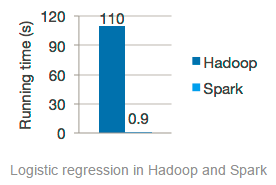 Running time (s)
120
90
60
30
0
110
0.9
Hadoop
Spark
Logistic regression in Hadoop and Spark